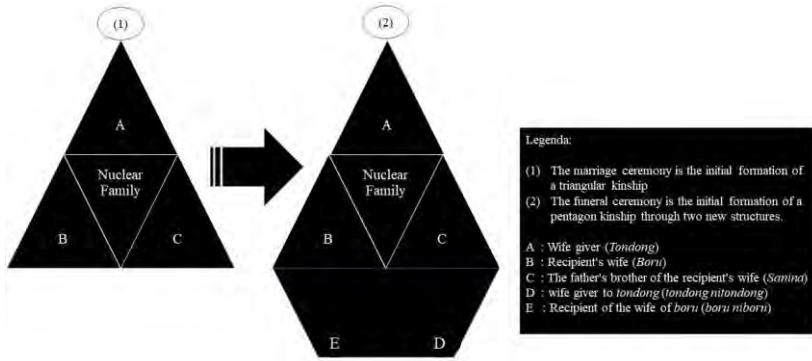 (1)
A
Nuclear
Family
B
C
(2)
A
Nuclear
Family
B
C
E
D
Legenda:
(1) The marriage ceremony is the initial formation of
a triangular kinship
(2) The funeral ceremony is the initial formation of a
pentagon kinship through two new structures.
A : Wife giver (Tondong)
B : Recipient's wife (Boru)
C : The father's brother of the recipient's wife (Sanina)
D : wife giver to tondong (tondong nitondong)
E : Recipient of the wife of boru (boru niboru)